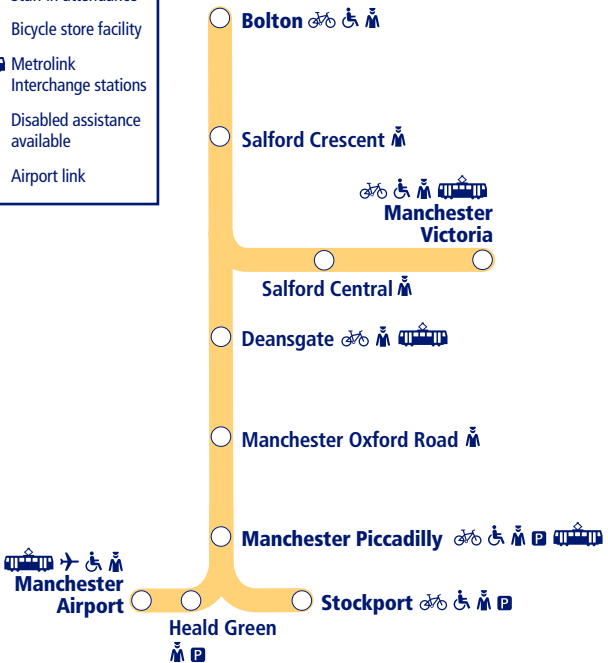 Bicycle store facility
Metrolink
Interchange stations
Disabled assistance
available
Airport link
Bolton
Salford Crescent
Manchester
Victoria
Salford Central
Deansgate
Manchester Oxford Road
Manchester Piccadilly P
Manchester
Airport
Stockport P
Heald Green
P